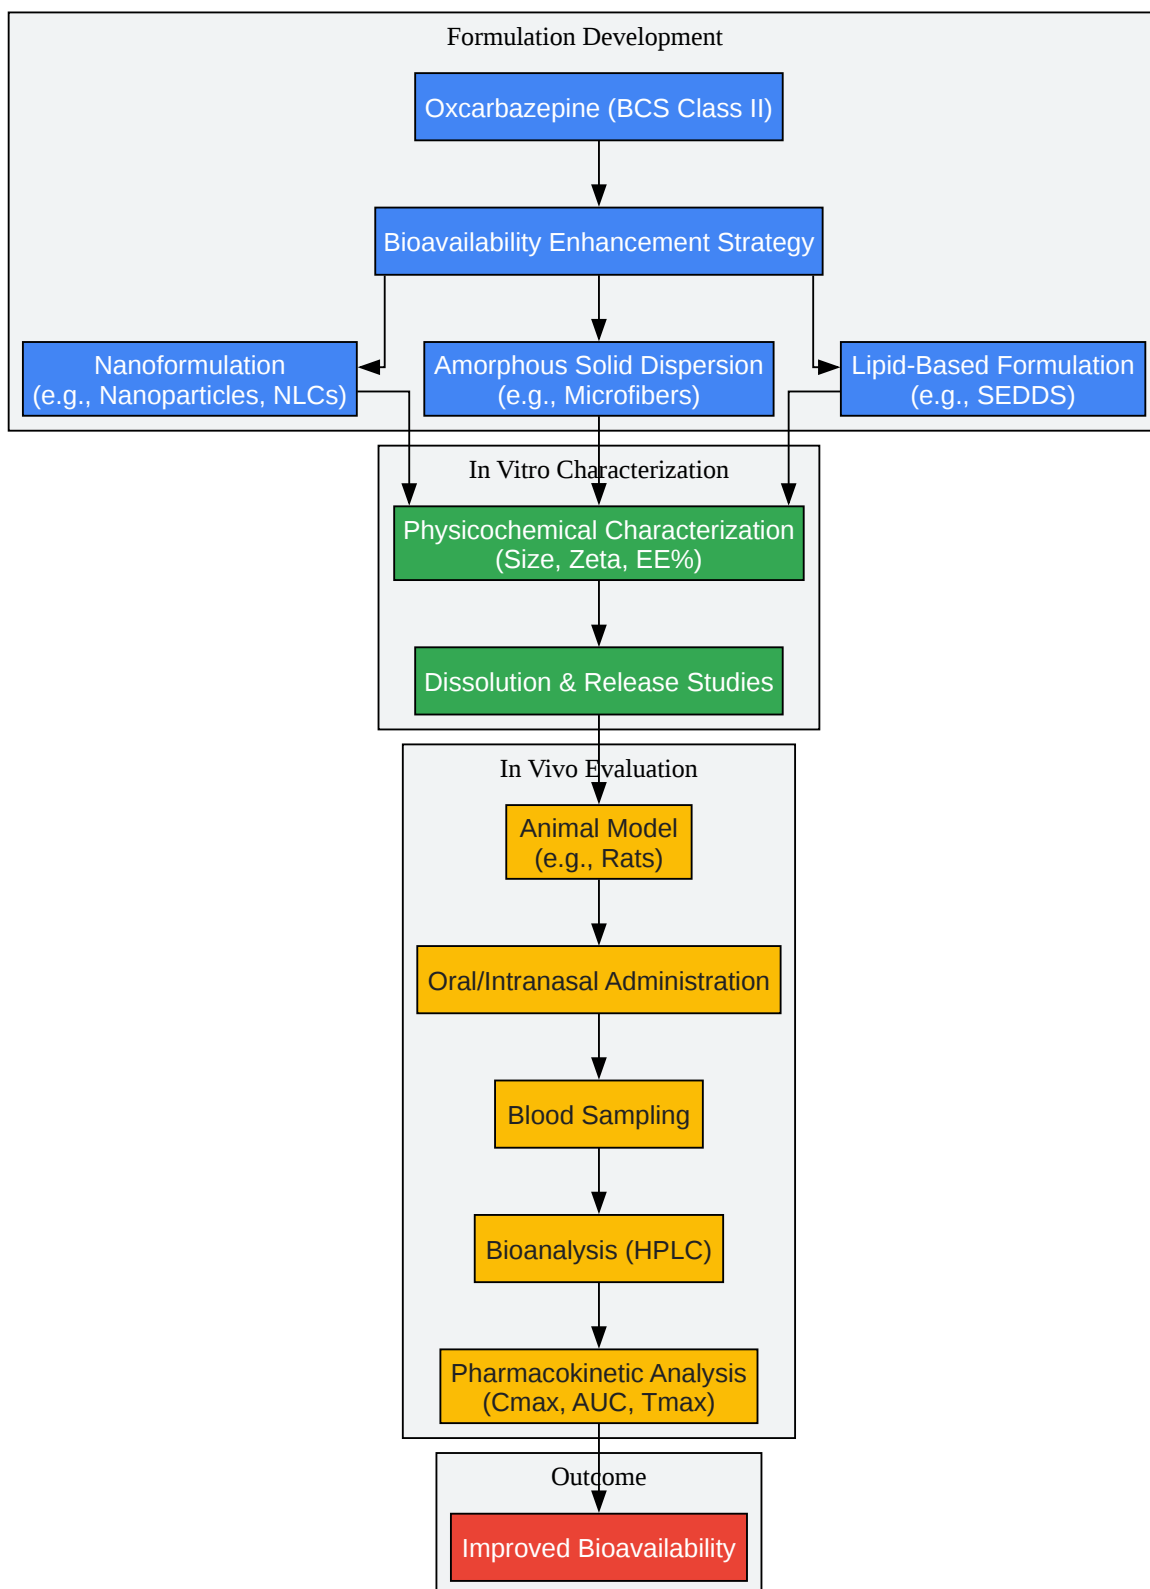 Formulation Development
Oxcarbazepine (BCS Class II)
Bioavailability Enhancement Strategy
Nanoformulation
(e.g., Nanoparticles, NLCs)
Amorphous Solid Dispersion
(e.g., Microfibers)
Lipid-Based Formulation
(e.g., SEDDS)
In Vitro Characterization
Physicochemical Characterization
(Size, Zeta, EE%)
Dissolution & Release Studies
In Vivo Evaluation
Animal Model
(e.g., Rats)
Oral/Intranasal Administration
Blood Sampling
Bioanalysis (HPLC)
Pharmacokinetic Analysis
(Cmax, AUC, Tmax)
Outcome
Improved Bioavailability